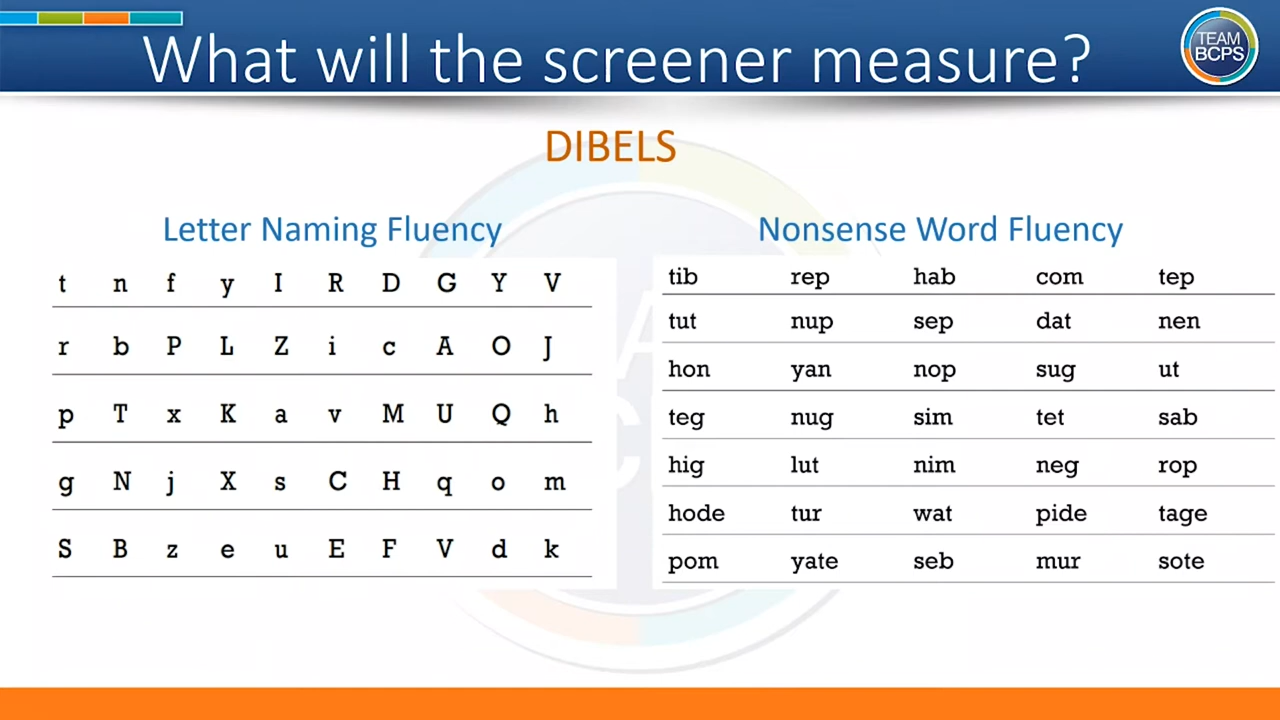 What will the screener measure?
TEAM
BCPS
DIBELS
Letter Naming Fluency
t n f y I R D G Y V
r b P L Z i c A O J
p T x K a v M U Q h
g N j X s C H q o m
S B z e u E F V d k
Nonsense Word Fluency
tib rep hab com tep
tut nup sep dat nen
hon yan nop sug ut
teg nug sim tet sab
hig lut nim neg rop
hode tur wat pide tage
pom yate seb mur sote